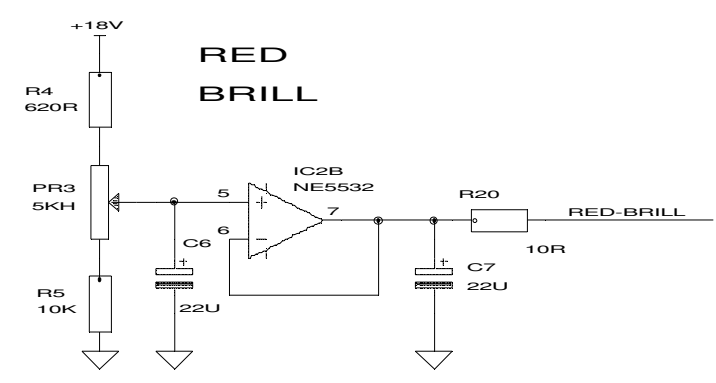 +18V
RED
BRILL
R4
620R
PR3
5KH
5
+
IC2B
NE5532
7
6
−
R20
RED-BRILL
10R
C6
+
22U
C7
+
22U
R5
10K